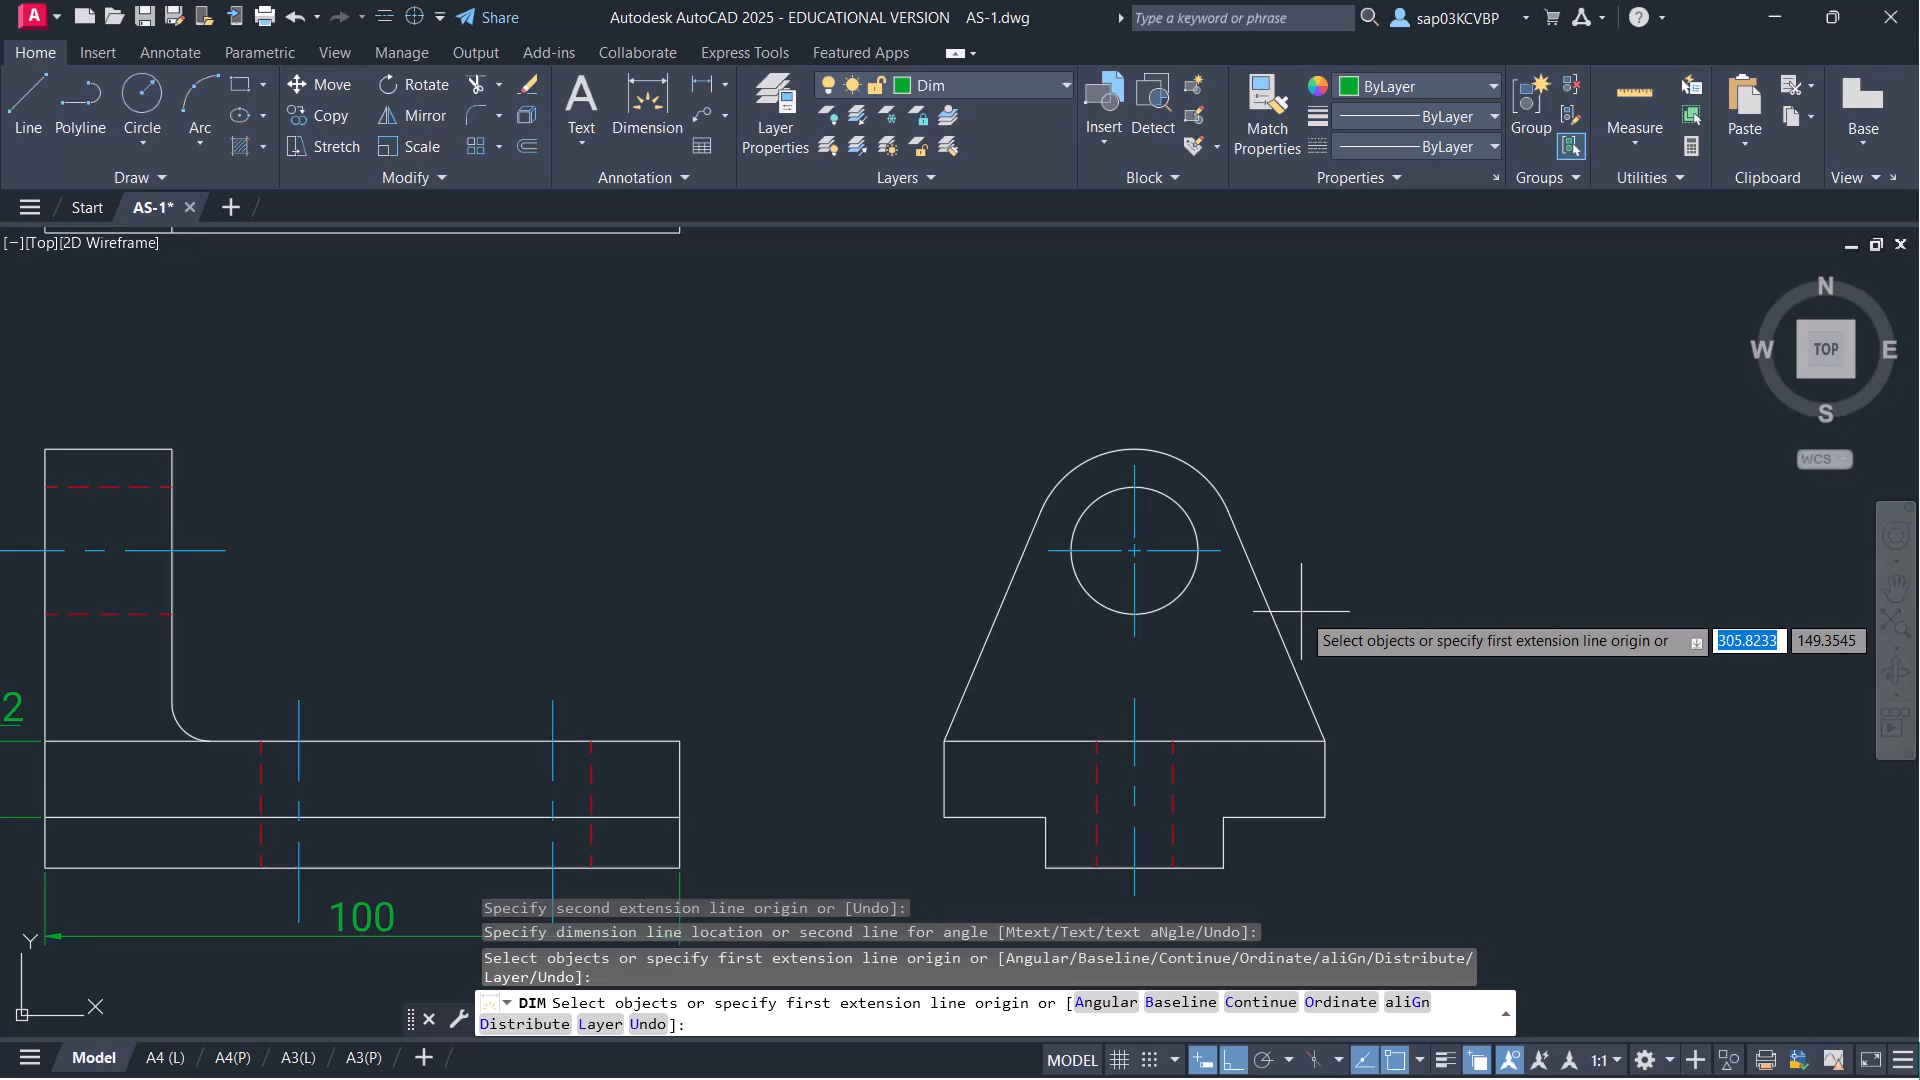 A Share Autodesk AutoCAD 2025 - EDUCATIONAL VERSION AS-1.dwg Type a keyword or phrase sap03KCVBP
Home Insert Annotate Parametric View Manage Output Add-ins Collaborate Express Tools Featured Apps
Line Polyline Circle Arc
Move Rotate
Copy Mirror
Stretch Scale
Text Dimension
Layer Properties
Dim
Insert Detect
Match Properties
ByLayer
ByLayer
ByLayer
Group Measure Paste Base
Draw Modify Annotation Layers Block Properties Groups Utilities Clipboard View
Start AS-1* +
[−][Top][2D Wireframe]
N
W TOP E
S
WCS
Select objects or specify first extension line origin or 305.8233 149.3545
2
100
Y
X
Specify second extension line origin or [Undo]:
Specify dimension line location or second line for angle [Mtext/Text/text aNgle/Undo]:
Select objects or specify first extension line origin or [Angular/Baseline/Continue/Ordinate/aliGn/Distribute/
Layer/Undo]:
DIM Select objects or specify first extension line origin or [Angular Baseline Continue Ordinate aliGn
Distribute Layer Undo]:
Model A4 (L) A4(P) A3(L) A3(P) + MODEL 1:1